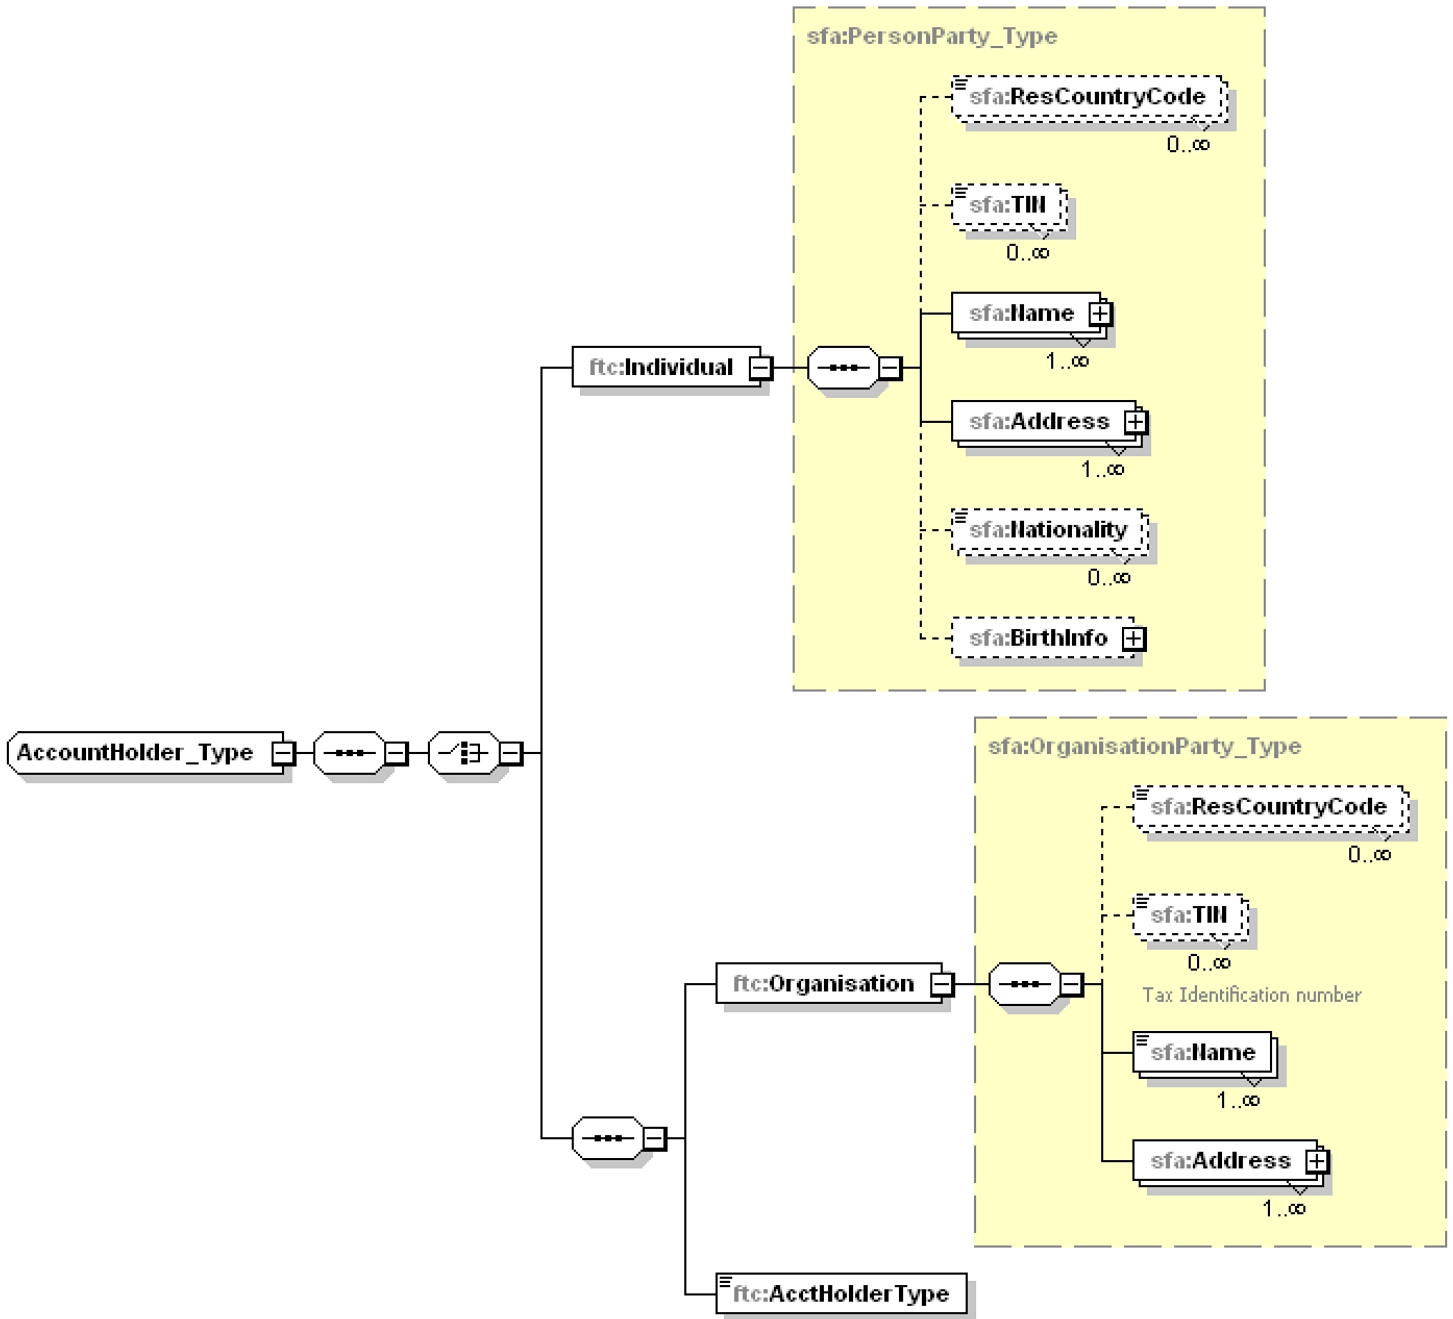 sfa:PersonParty_Type
sfa:ResCountryCode
0..∞
sfa:TIN
0..∞
sfa:Name
1..∞
ftc:Individual
sfa:Address
1..∞
sfa:Nationality
0..∞
sfa:BirthInfo
AccountHolder_Type
sfa:OrganisationParty_Type
sfa:ResCountryCode
0..∞
sfa:TIN
0..∞
Tax Identification number
ftc:Organisation
sfa:Name
1..∞
sfa:Address
1..∞
ftc:AcctHolderType